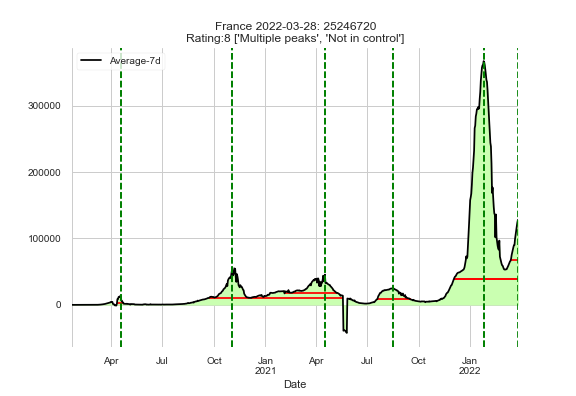 France 2022-03-28: 25246720
Rating:8 ['Multiple peaks', 'Not in control']
Average-7d
300000
200000
100000
0
Apr Jul Oct Jan Apr Jul Oct Jan
2021 2022
Date